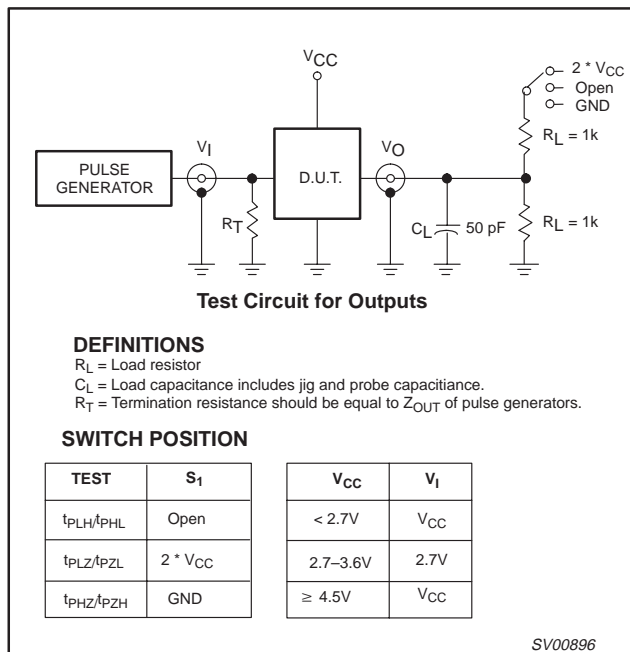 VCC
2 * VCC
Open
GND
RL = 1k
VI
VO
PULSE
GENERATOR
D.U.T.
RT
CL
50 pF
RL = 1k
Test Circuit for Outputs
DEFINITIONS
RL = Load resistor
CL = Load capacitance includes jig and probe capacitiance.
RT = Termination resistance should be equal to ZOUT of pulse generators.
SWITCH POSITION
TEST S1
tPLH/tPHL Open
tPLZ/tPZL 2 * VCC
tPHZ/tPZH GND
VCC VI
< 2.7V VCC
2.7–3.6V 2.7V
≥ 4.5V VCC
SV00896